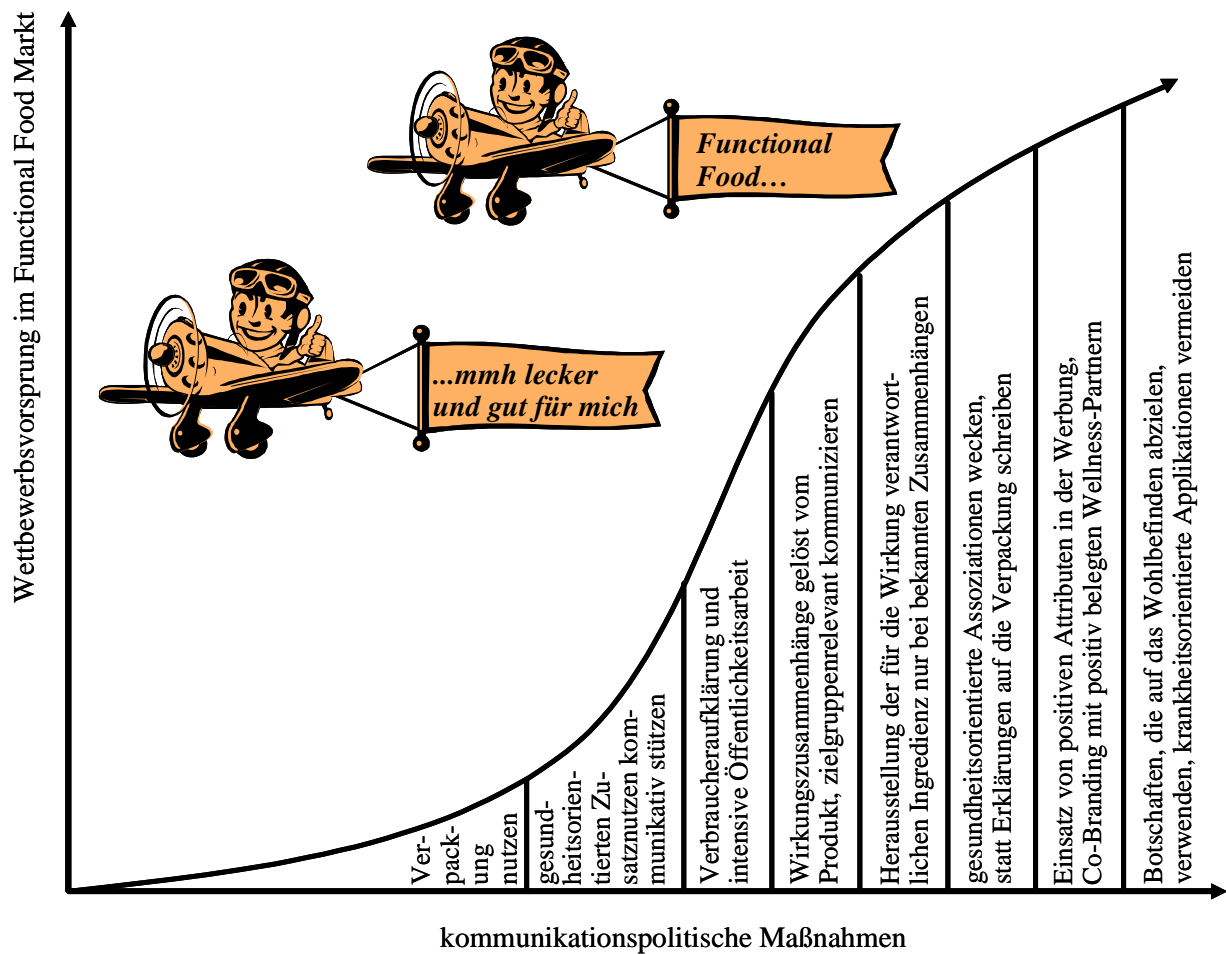 Wettbewerbsvorsprung im Functional Food Markt
Functional
Food…
...mmh lecker
und gut für mich
Ver-
pack-
ung
nutzen
gesund-
heitsorien-
tierten Zu-
satznutzen kom-
munikativ stützen
Verbraucheraufklärung und
intensive Öffentlichkeitsarbeit
Wirkungszusammenhänge gelöst vom
Produkt, zielgruppenrelevant kommunizieren
Herausstellung der für die Wirkung verantwort-
lichen Ingredienz nur bei bekannten Zusammenhängen
gesundheitsorientierte Assoziationen wecken,
statt Erklärungen auf die Verpackung schreiben
Einsatz von positiven Attributen in der Werbung,
Co-Branding mit positiv belegten Wellness-Partnern
Botschaften, die auf das Wohlbefinden abzielen,
verwenden, krankheitsorientierte Applikationen vermeiden
kommunikationspolitische Maßnahmen